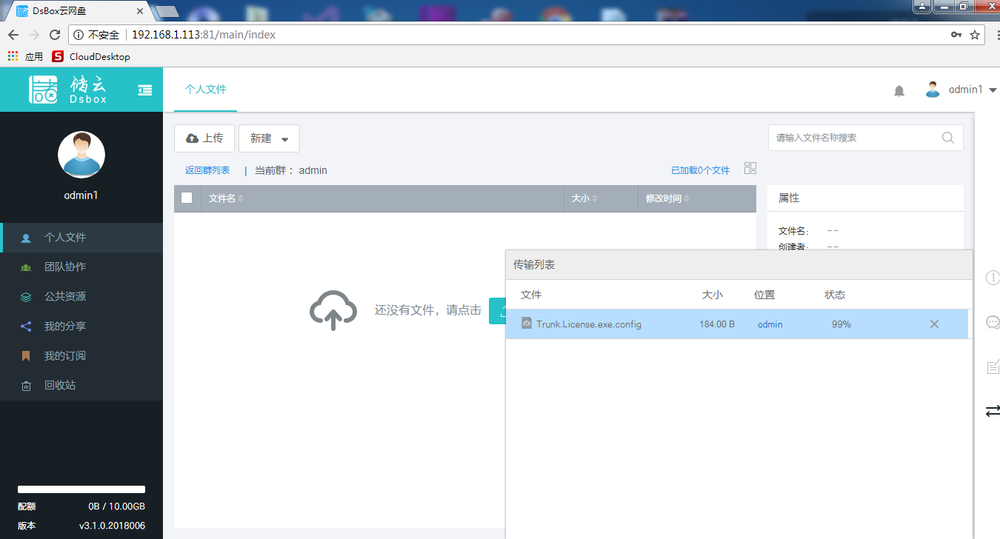 DsBox云网盘
不安全 192.168.1.113:81/main/index
应用 CloudDesktop
储云
Dsbox
个人文件
admin1
admin1
个人文件
团队协作
公共资源
我的分享
我的订阅
回收站
配额 0B / 10.00GB
版本 v3.1.0.2018006
上传 新建
请输入文件名称搜索
返回群列表 | 当前群： admin
已加载0个文件
文件名 大小 修改时间
属性
文件名： --
创建者： --
还没有文件，请点击
传输列表
文件 大小 位置 状态
Trunk.License.exe.config 184.00 B admin 99%